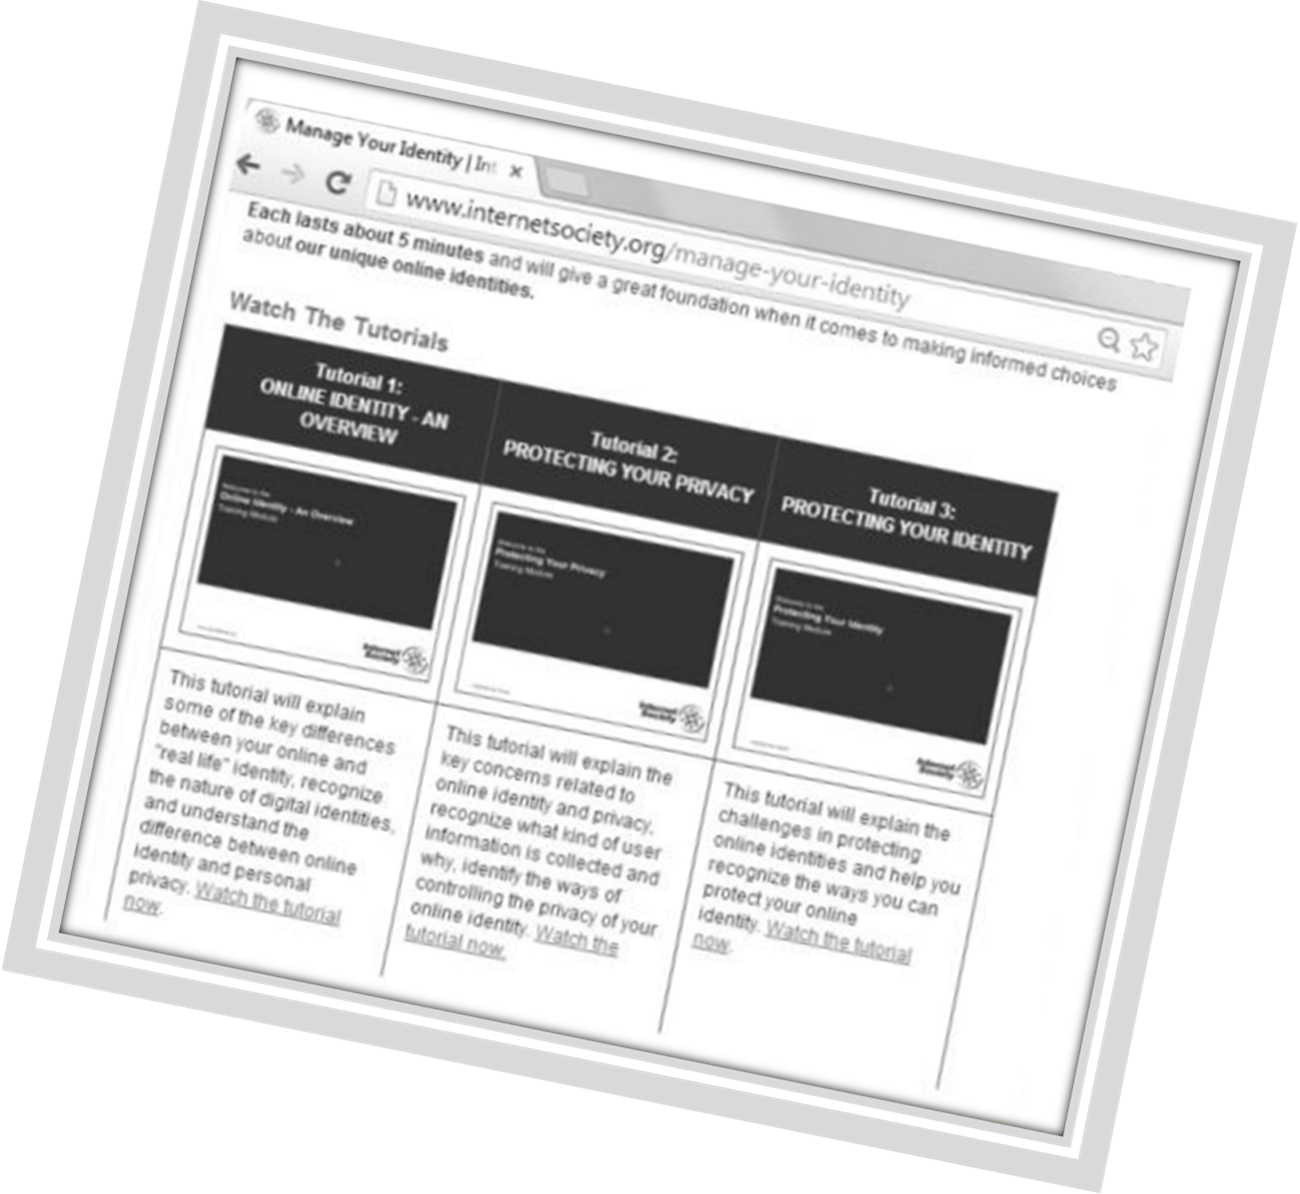 Manage Your Identity | Int
www.internetsociety.org/manage-your-identity
Each lasts about 5 minutes and will give a great foundation when it comes to making informed choices
about our unique online identities.
Watch The Tutorials
Tutorial 1:
ONLINE IDENTITY - AN
OVERVIEW
Tutorial 2:
PROTECTING YOUR PRIVACY
Tutorial 3:
PROTECTING YOUR IDENTITY
Welcome to the
Online Identity - An Overview
Training Module
Internet
Society
Welcome to the
Protecting Your Privacy
Training Module
Internet
Society
Welcome to the
Protecting Your Identity
Training Module
Internet
Society
This tutorial will explain
some of the key differences
between your online and
"real life" identity, recognize
the nature of digital identities,
and understand the
difference between online
identity and personal
privacy. Watch the tutorial
now.
This tutorial will explain the
key concerns related to
online identity and privacy,
recognize what kind of user
information is collected and
why, identify the ways of
controlling the privacy of your
online identity. Watch the
tutorial now.
This tutorial will explain the
challenges in protecting
online identities and help you
recognize the ways you can
protect your online
identity. Watch the tutorial
now.